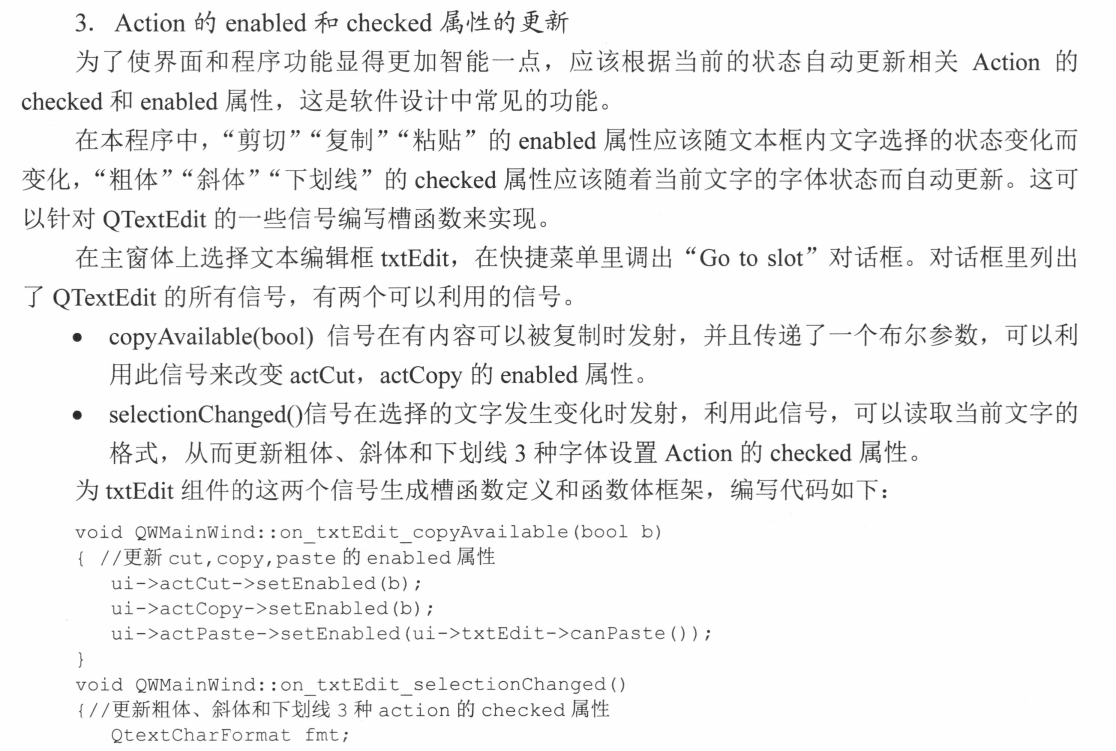 3. Action 的 enabled 和 checked 属性的更新
为了使界面和程序功能显得更加智能一点，应该根据当前的状态自动更新相关 Action 的
checked 和 enabled 属性，这是软件设计中常见的功能。
在本程序中，“剪切”“复制”“粘贴”的 enabled 属性应该随文本框内文字选择的状态变化而
变化，“粗体”“斜体”“下划线”的 checked 属性应该随着当前文字的字体状态而自动更新。这可
以针对 QTextEdit 的一些信号编写槽函数来实现。
在主窗体上选择文本编辑框 txtEdit，在快捷菜单里调出“Go to slot”对话框。对话框里列出
了 QTextEdit 的所有信号，有两个可以利用的信号。
• copyAvailable(bool) 信号在有内容可以被复制时发射，并且传递了一个布尔参数，可以利
用此信号来改变 actCut，actCopy 的 enabled 属性。
• selectionChanged()信号在选择的文字发生变化时发射，利用此信号，可以读取当前文字的
格式，从而更新粗体、斜体和下划线 3 种字体设置 Action 的 checked 属性。
为 txtEdit 组件的这两个信号生成槽函数定义和函数体框架，编写代码如下：
void QWMainWind::on_txtEdit_copyAvailable(bool b)
{ //更新 cut,copy,paste 的 enabled 属性
ui->actCut->setEnabled(b);
ui->actCopy->setEnabled(b);
ui->actPaste->setEnabled(ui->txtEdit->canPaste());
}
void QWMainWind::on_txtEdit_selectionChanged()
{//更新粗体、斜体和下划线 3 种 action 的 checked 属性
QtextCharFormat fmt;